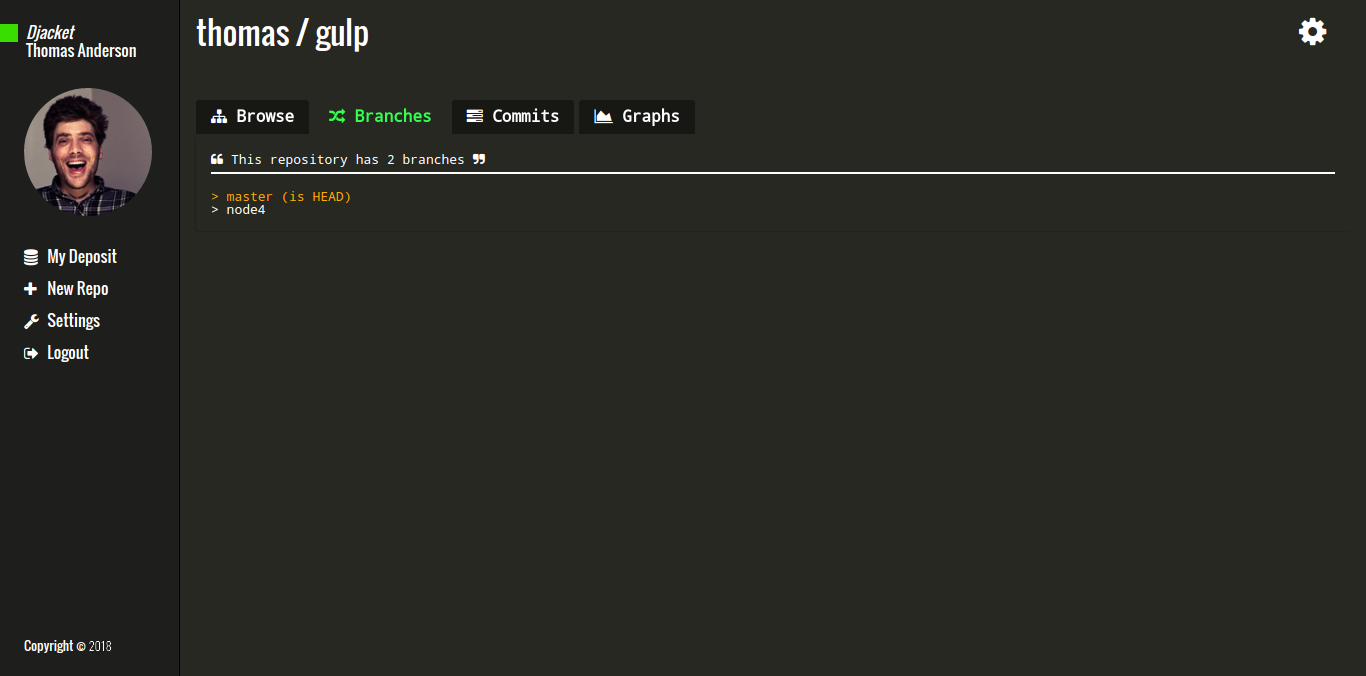 Djacket
Thomas Anderson
My Deposit
New Repo
Settings
Logout
Copyright © 2018
thomas / gulp
Browse Branches Commits Graphs
❝ This repository has 2 branches ❞
> master (is HEAD)
> node4